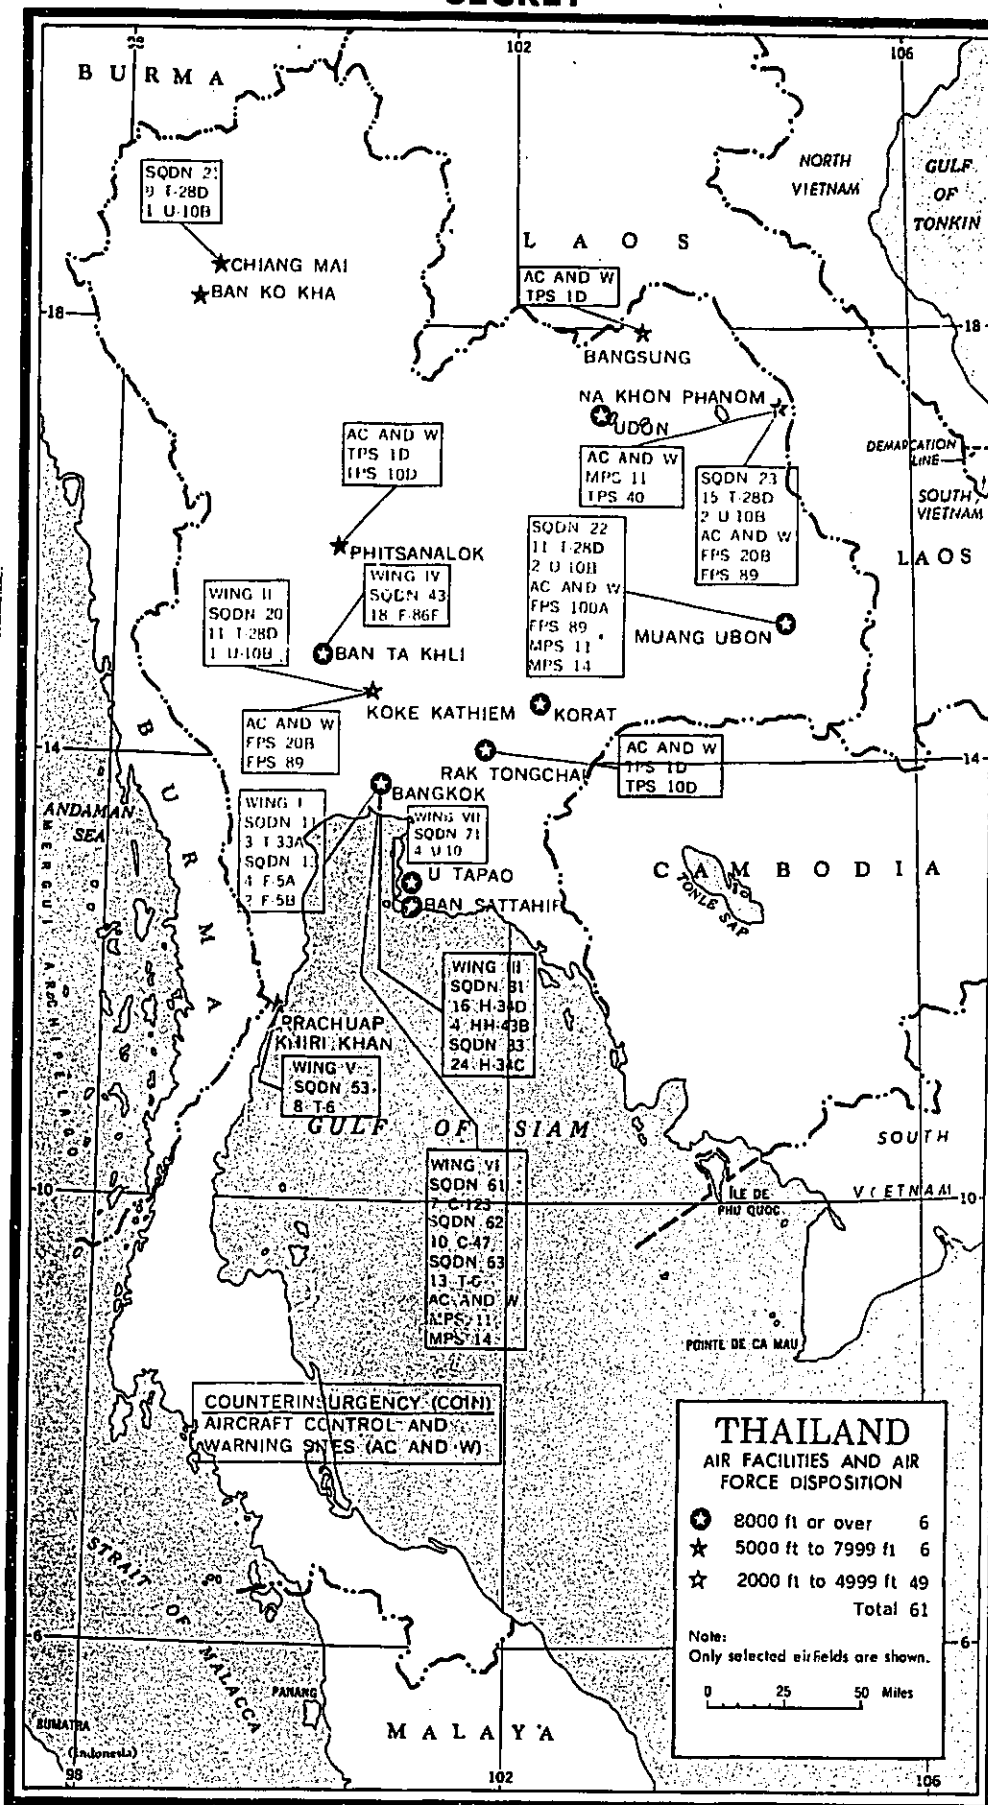 SECRET
98
102
106
BURMA
NORTH
VIETNAM
GULF
OF
TONKIN
SQDN 2
9 T-28D
1 U-10B
LAOS
CHIANG MAI
BAN KO KHA
AC AND W
TPS 1D
18
18
BANGSUNG
NA KHON PHANOM
UDON
AC AND W
TPS 1D
TPS 10D
AC AND W
MPS 11
TPS 40
SQDN 23
15 T-28D
2 U 10B
AC AND W
FPS 20B
FPS 89
DEMARCATION
LINE
SOUTH
VIETNAM
LAOS
SQDN 22
11 T-28D
2 U-10B
AC AND W
FPS 100A
FPS 89
MPS 11
MPS 14
PHITSANALOK
WING IV
SQDN 43
18 F-86F
WING II
SQDN 20
11 T-28D
1 U-10B
MUANG UBON
BAN TA KHLI
KOKE KATHIEM
KORAT
AC AND W
FPS 20B
FPS 89
BURMA
14
14
RAK TONGCHAI
AC AND W
TPS 1D
TPS 10D
BANGKOK
ANDAMAN
SEA
MERGUI ARCHIPELAGO
WING I
SQDN 11
3 T 33A
SQDN 1
4 F-5A
2 F-5B
WING VII
SQDN 71
4 U-10
U TAPAO
BAN SATTAHIP
CAMBODIA
TONLE SAP
WING III
SQDN 31
16 H-34D
4 HH-43B
SQDN 33
24 H-34C
PRACHUAP
KHIRI KHAN
WING V
SQDN 53
8 T-6
GULF OF SIAM
SOUTH
VIETNAM
10
10
ÎLE DE
PHU QUOC
WING VI
SQDN 61
7 C-123
SQDN 62
10 C-47
SQDN 63
13 T-6
AC AND W
MPS 11
MPS 14
POINTE DE CA MAU
COUNTERINSURGENCY (COIN)
AIRCRAFT CONTROL AND
WARNING SITES (AC AND W)
THAILAND
AIR FACILITIES AND AIR
FORCE DISPOSITION
8000 ft or over 6
5000 ft to 7999 ft 6
2000 ft to 4999 ft 49
Total 61
Note:
Only selected airfields are shown.
0 25 50 Miles
STRAIT OF MALACCA
6
6
PANANG
MALAYA
SUMATRA
(Indonesia)
98
102
106